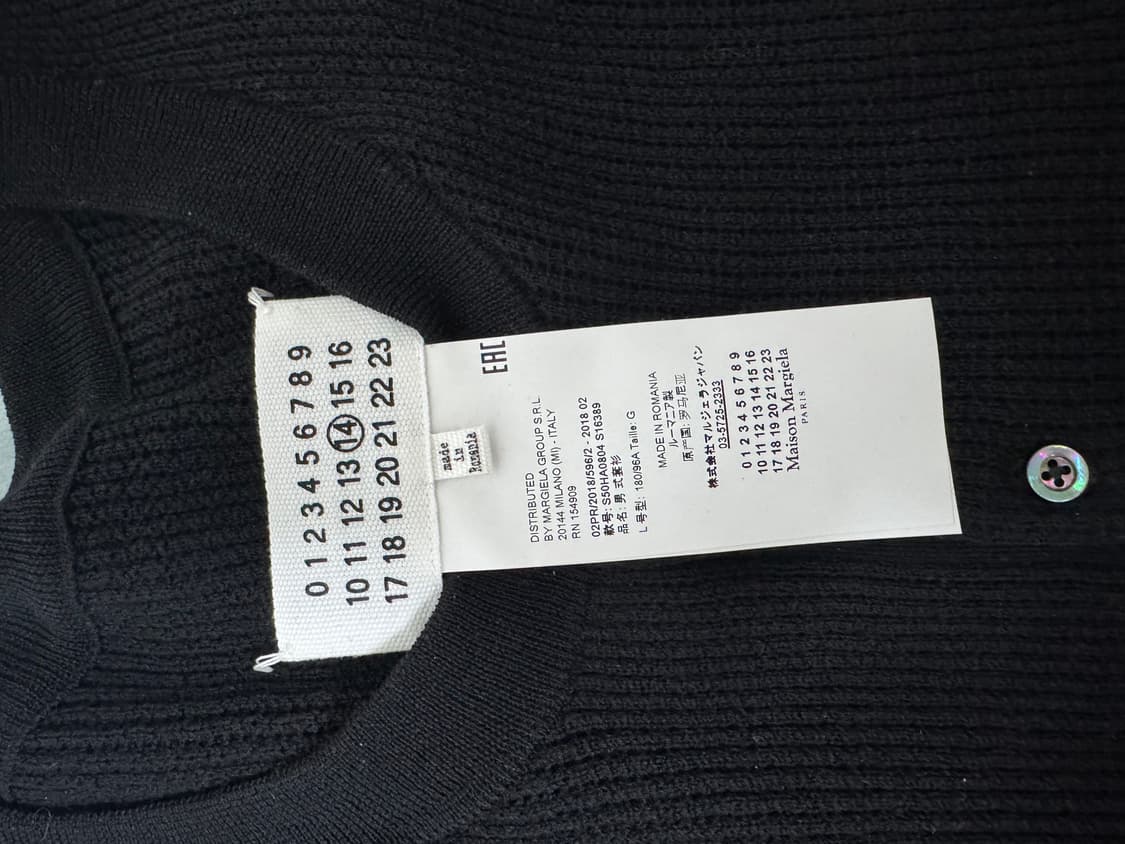 0 1 2 3 4 5 6 7 8 9
10 11 12 13 14 15 16
17 18 19 20 21 22 23
made
in
Romania
EAC
DISTRIBUTED
BY MARGIELA GROUP S.R.L
20144 MILANO (MI) - ITALY
RN 154909
02PR/2018/596/2 - 2018 02
款号: S50HA0804 S16389
品名: 男 式套衫
L 号型: 180/96A Taille: G
MADE IN ROMANIA
ルーマニア製
原产国: 罗马尼亚
株式会社マルジェラジャパン
03-5725-2333
0 1 2 3 4 5 6 7 8 9
10 11 12 13 14 15 16
17 18 19 20 21 22 23
Maison Margiela
PARIS